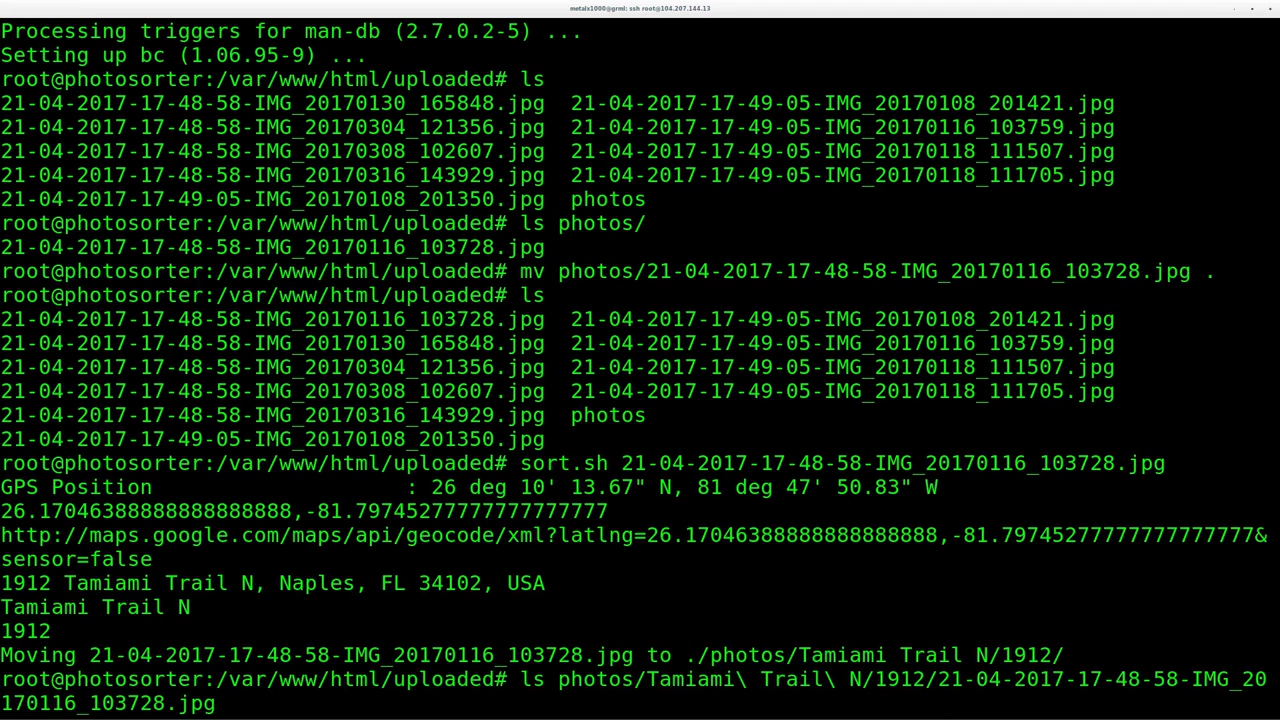 metalx1000@grml: ssh root@104.207.144.13
Processing triggers for man-db (2.7.0.2-5) ...
Setting up bc (1.06.95-9) ...
root@photosorter:/var/www/html/uploaded# ls
21-04-2017-17-48-58-IMG_20170130_165848.jpg  21-04-2017-17-49-05-IMG_20170108_201421.jpg
21-04-2017-17-48-58-IMG_20170304_121356.jpg  21-04-2017-17-49-05-IMG_20170116_103759.jpg
21-04-2017-17-48-58-IMG_20170308_102607.jpg  21-04-2017-17-49-05-IMG_20170118_111507.jpg
21-04-2017-17-48-58-IMG_20170316_143929.jpg  21-04-2017-17-49-05-IMG_20170118_111705.jpg
21-04-2017-17-49-05-IMG_20170108_201350.jpg  photos
root@photosorter:/var/www/html/uploaded# ls photos/
21-04-2017-17-48-58-IMG_20170116_103728.jpg
root@photosorter:/var/www/html/uploaded# mv photos/21-04-2017-17-48-58-IMG_20170116_103728.jpg .
root@photosorter:/var/www/html/uploaded# ls
21-04-2017-17-48-58-IMG_20170116_103728.jpg  21-04-2017-17-49-05-IMG_20170108_201421.jpg
21-04-2017-17-48-58-IMG_20170130_165848.jpg  21-04-2017-17-49-05-IMG_20170116_103759.jpg
21-04-2017-17-48-58-IMG_20170304_121356.jpg  21-04-2017-17-49-05-IMG_20170118_111507.jpg
21-04-2017-17-48-58-IMG_20170308_102607.jpg  21-04-2017-17-49-05-IMG_20170118_111705.jpg
21-04-2017-17-48-58-IMG_20170316_143929.jpg  photos
21-04-2017-17-49-05-IMG_20170108_201350.jpg
root@photosorter:/var/www/html/uploaded# sort.sh 21-04-2017-17-48-58-IMG_20170116_103728.jpg
GPS Position                    : 26 deg 10' 13.67" N, 81 deg 47' 50.83" W
26.17046388888888888888,-81.79745277777777777777
http://maps.google.com/maps/api/geocode/xml?latlng=26.17046388888888888888,-81.79745277777777777777&
sensor=false
1912 Tamiami Trail N, Naples, FL 34102, USA
Tamiami Trail N
1912
Moving 21-04-2017-17-48-58-IMG_20170116_103728.jpg to ./photos/Tamiami Trail N/1912/
root@photosorter:/var/www/html/uploaded# ls photos/Tamiami\ Trail\ N/1912/21-04-2017-17-48-58-IMG_20
170116_103728.jpg